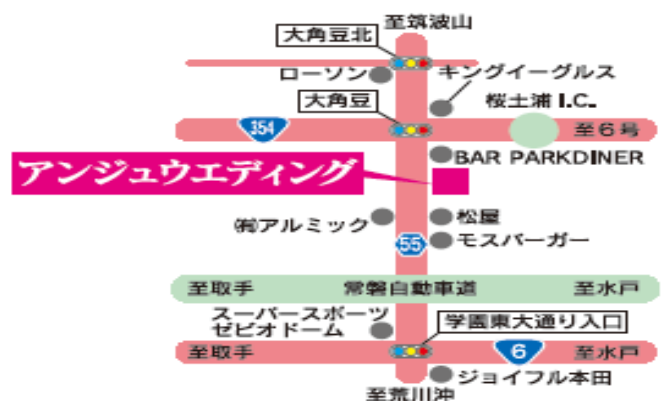 至筑波山
大角豆北
ローソン
キングイーグルス
大角豆
桜土浦 I.C.
354
至6号
BAR PARKDINER
アンジュウエディング
㈲アルミック
松屋
55
モスバーガー
至取手
常磐自動車道
至水戸
スーパースポーツ
ゼビオドーム
学園東大通り入口
至取手
6
至水戸
ジョイフル本田
至荒川沖